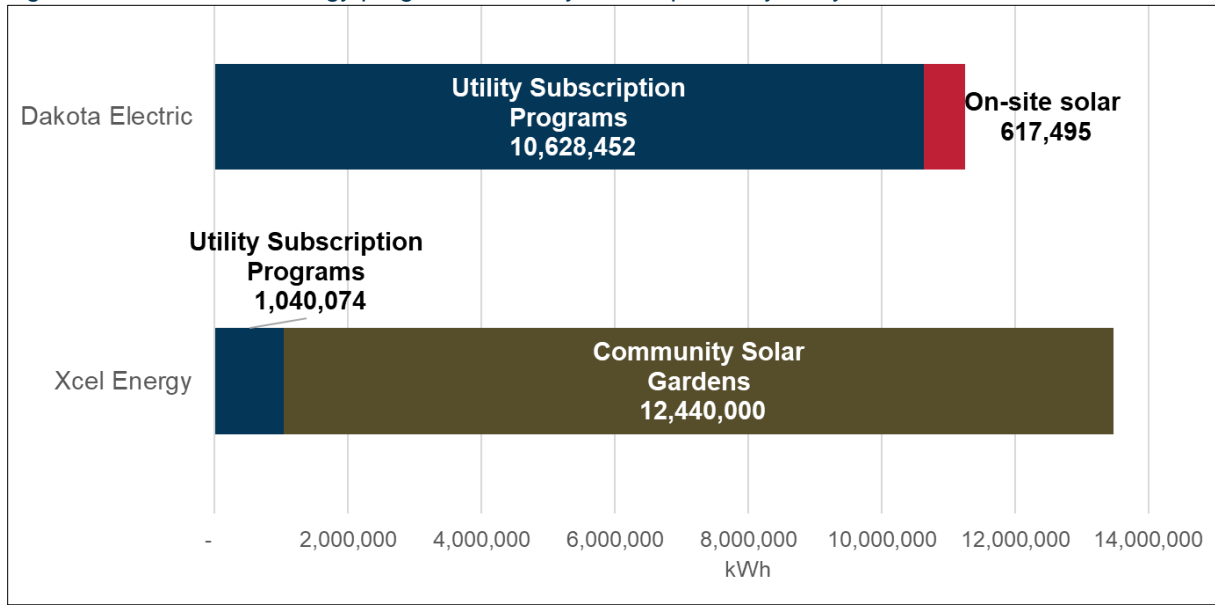 Dakota Electric
Utility Subscription
Programs
10,628,452
On-site solar
617,495
Utility Subscription
Programs
1,040,074
Xcel Energy
Community Solar
Gardens
12,440,000
- 2,000,000 4,000,000 6,000,000 8,000,000 10,000,000 12,000,000 14,000,000
kWh